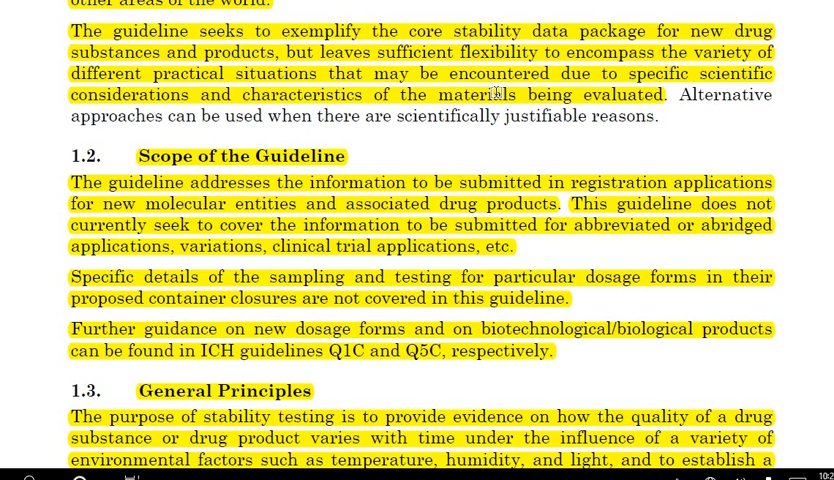 other areas of the world.
The guideline seeks to exemplify the core stability data package for new drug
substances and products, but leaves sufficient flexibility to encompass the variety of
different practical situations that may be encountered due to specific scientific
considerations and characteristics of the materials being evaluated. Alternative
approaches can be used when there are scientifically justifiable reasons.
1.2. Scope of the Guideline
The guideline addresses the information to be submitted in registration applications
for new molecular entities and associated drug products. This guideline does not
currently seek to cover the information to be submitted for abbreviated or abridged
applications, variations, clinical trial applications, etc.
Specific details of the sampling and testing for particular dosage forms in their
proposed container closures are not covered in this guideline.
Further guidance on new dosage forms and on biotechnological/biological products
can be found in ICH guidelines Q1C and Q5C, respectively.
1.3. General Principles
The purpose of stability testing is to provide evidence on how the quality of a drug
substance or drug product varies with time under the influence of a variety of
environmental factors such as temperature, humidity, and light, and to establish a